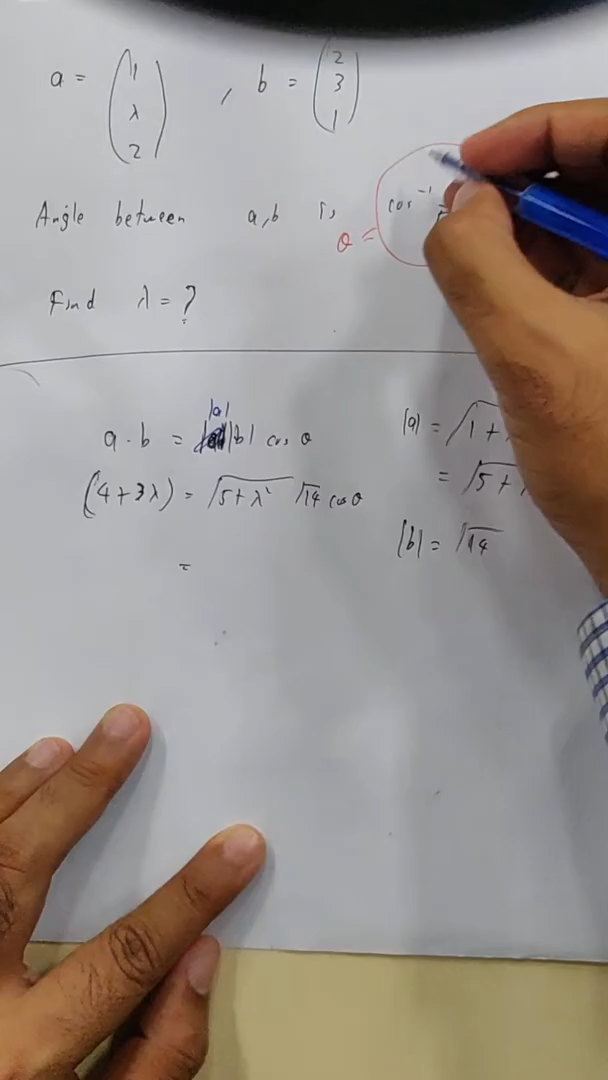 a = (1 λ 2) , b = (2 3 1)
Angle between a,b is θ = cos⁻¹
Find λ = ?
|a|
a · b = |b| cos θ
(4+3λ) = √5+λ² √14 cos θ
=
|a| = √1+
= √5+
|b| = √14